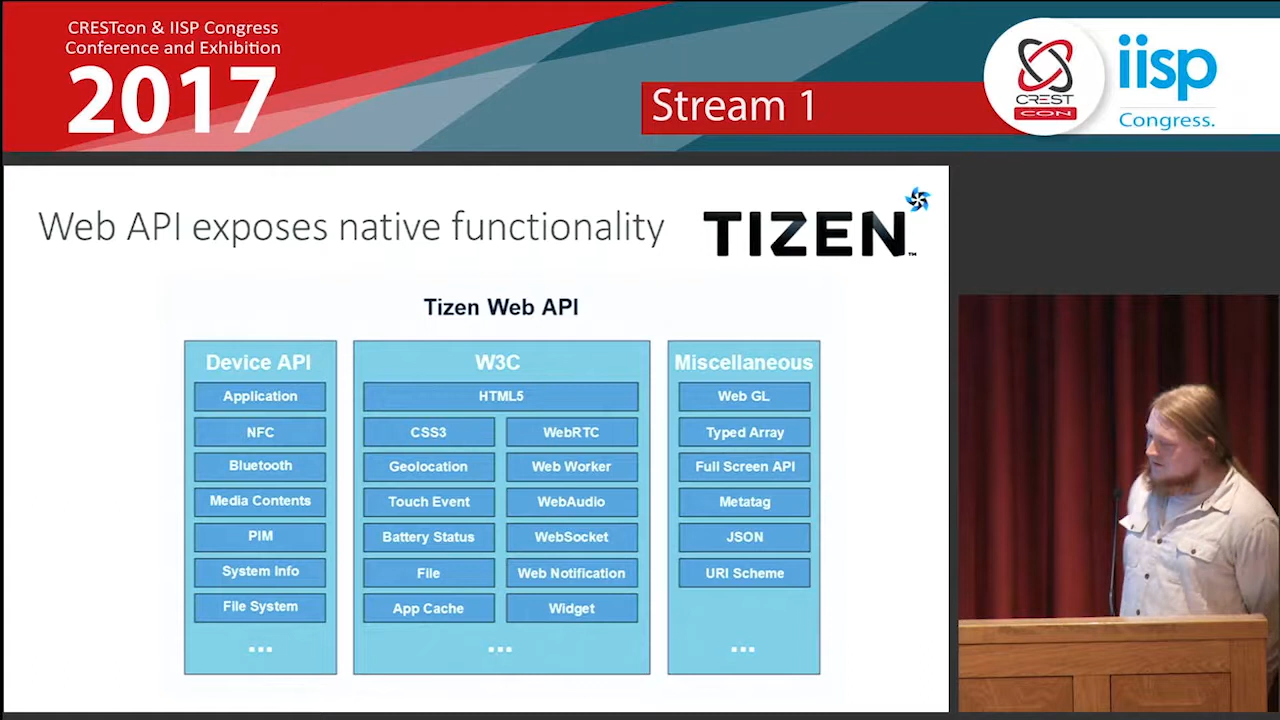 CRESTcon & IISP Congress
Conference and Exhibition
2017
Stream 1
CREST
CON
iisp
Congress.
Web API exposes native functionality
TIZEN™
Tizen Web API
Device API
Application
NFC
Bluetooth
Media Contents
PIM
System Info
File System
...
W3C
HTML5
CSS3
WebRTC
Geolocation
Web Worker
Touch Event
WebAudio
Battery Status
WebSocket
File
Web Notification
App Cache
Widget
...
Miscellaneous
Web GL
Typed Array
Full Screen API
Metatag
JSON
URI Scheme
...